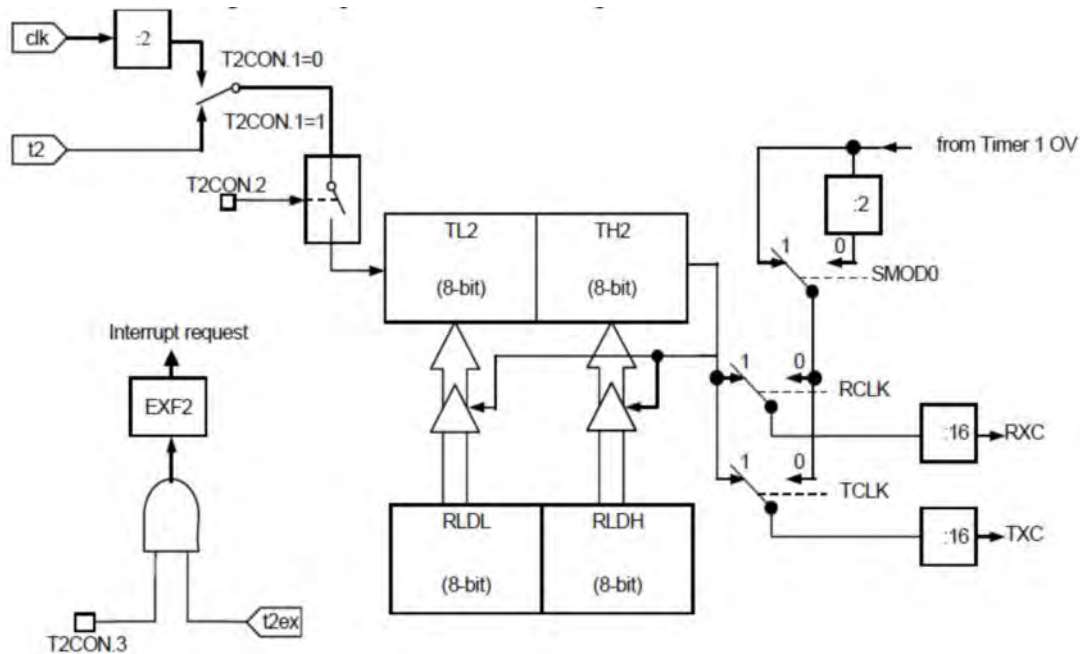 clk
:2
T2CON.1=0
T2CON.1=1
t2
from Timer 1 OV
:2
T2CON.2
TL2
TH2
1
0
SMOD0
(8-bit)
(8-bit)
Interrupt request
1
0
RCLK
EXF2
:16
RXC
1
0
TCLK
RLDL
RLDH
:16
TXC
(8-bit)
(8-bit)
t2ex
T2CON.3